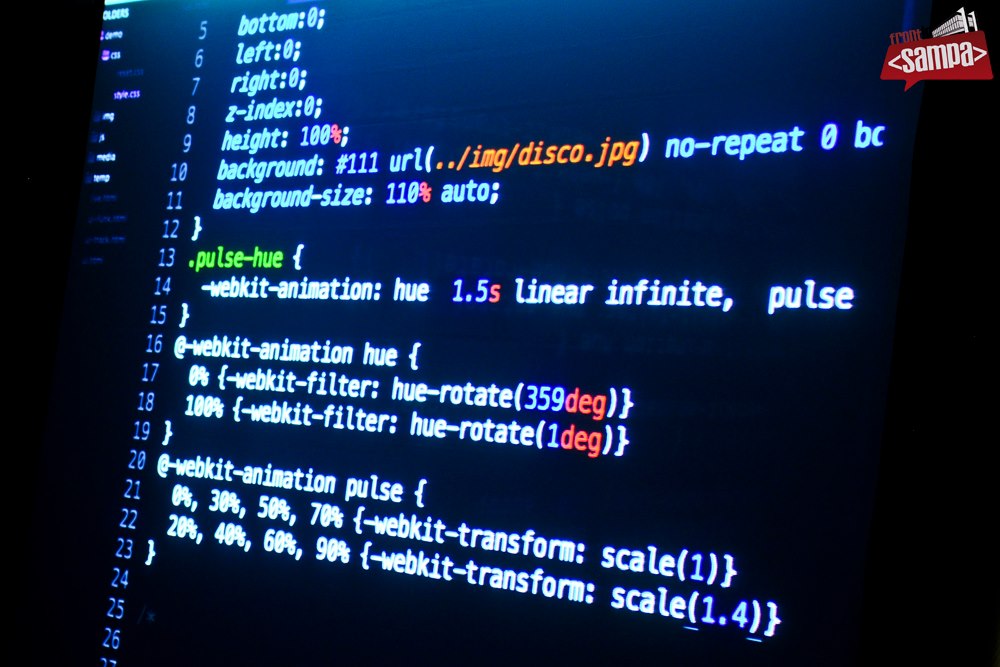 OLDERS
demo
css
reset.css
style.css
img
js
media
temp
front
<sampa>
5 bottom:0;
6 left:0;
7 right:0;
8 z-index:0;
9 height: 100%;
10 background: #111 url(../img/disco.jpg) no-repeat 0 bc
11 background-size: 110% auto;
12 }
13 .pulse-hue {
14 -webkit-animation: hue 1.5s linear infinite, pulse
15 }
16 @-webkit-animation hue {
17 0% {-webkit-filter: hue-rotate(359deg)}
18 100% {-webkit-filter: hue-rotate(1deg)}
19 }
20 @-webkit-animation pulse {
21 0%, 30%, 50%, 70% {-webkit-transform: scale(1)}
22 20%, 40%, 60%, 90% {-webkit-transform: scale(1.4)}
23 }
24
25 /*
26
27